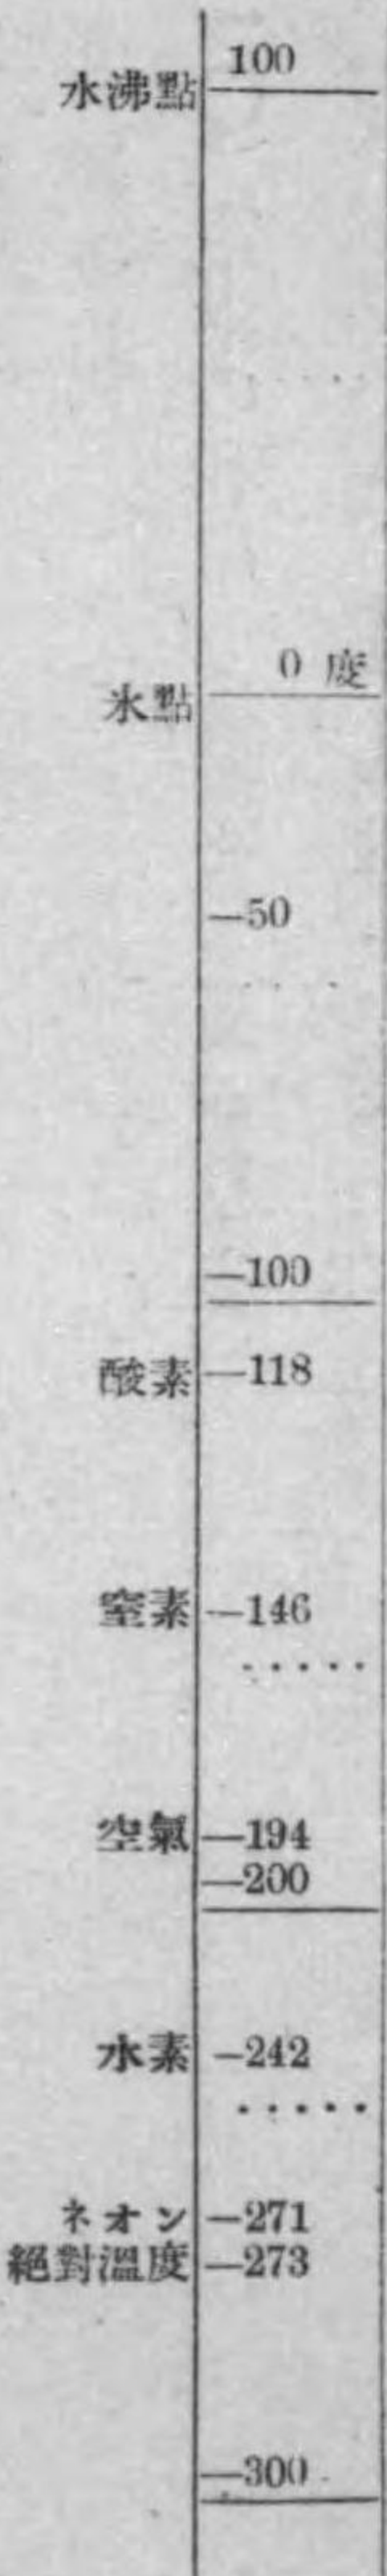 水沸點 100
氷點 0 度
—50
—100
酸素 —118
窒素 —146
空氣 —194
—200
水素 —242
ネオン —271
絕對溫度 —273
—300